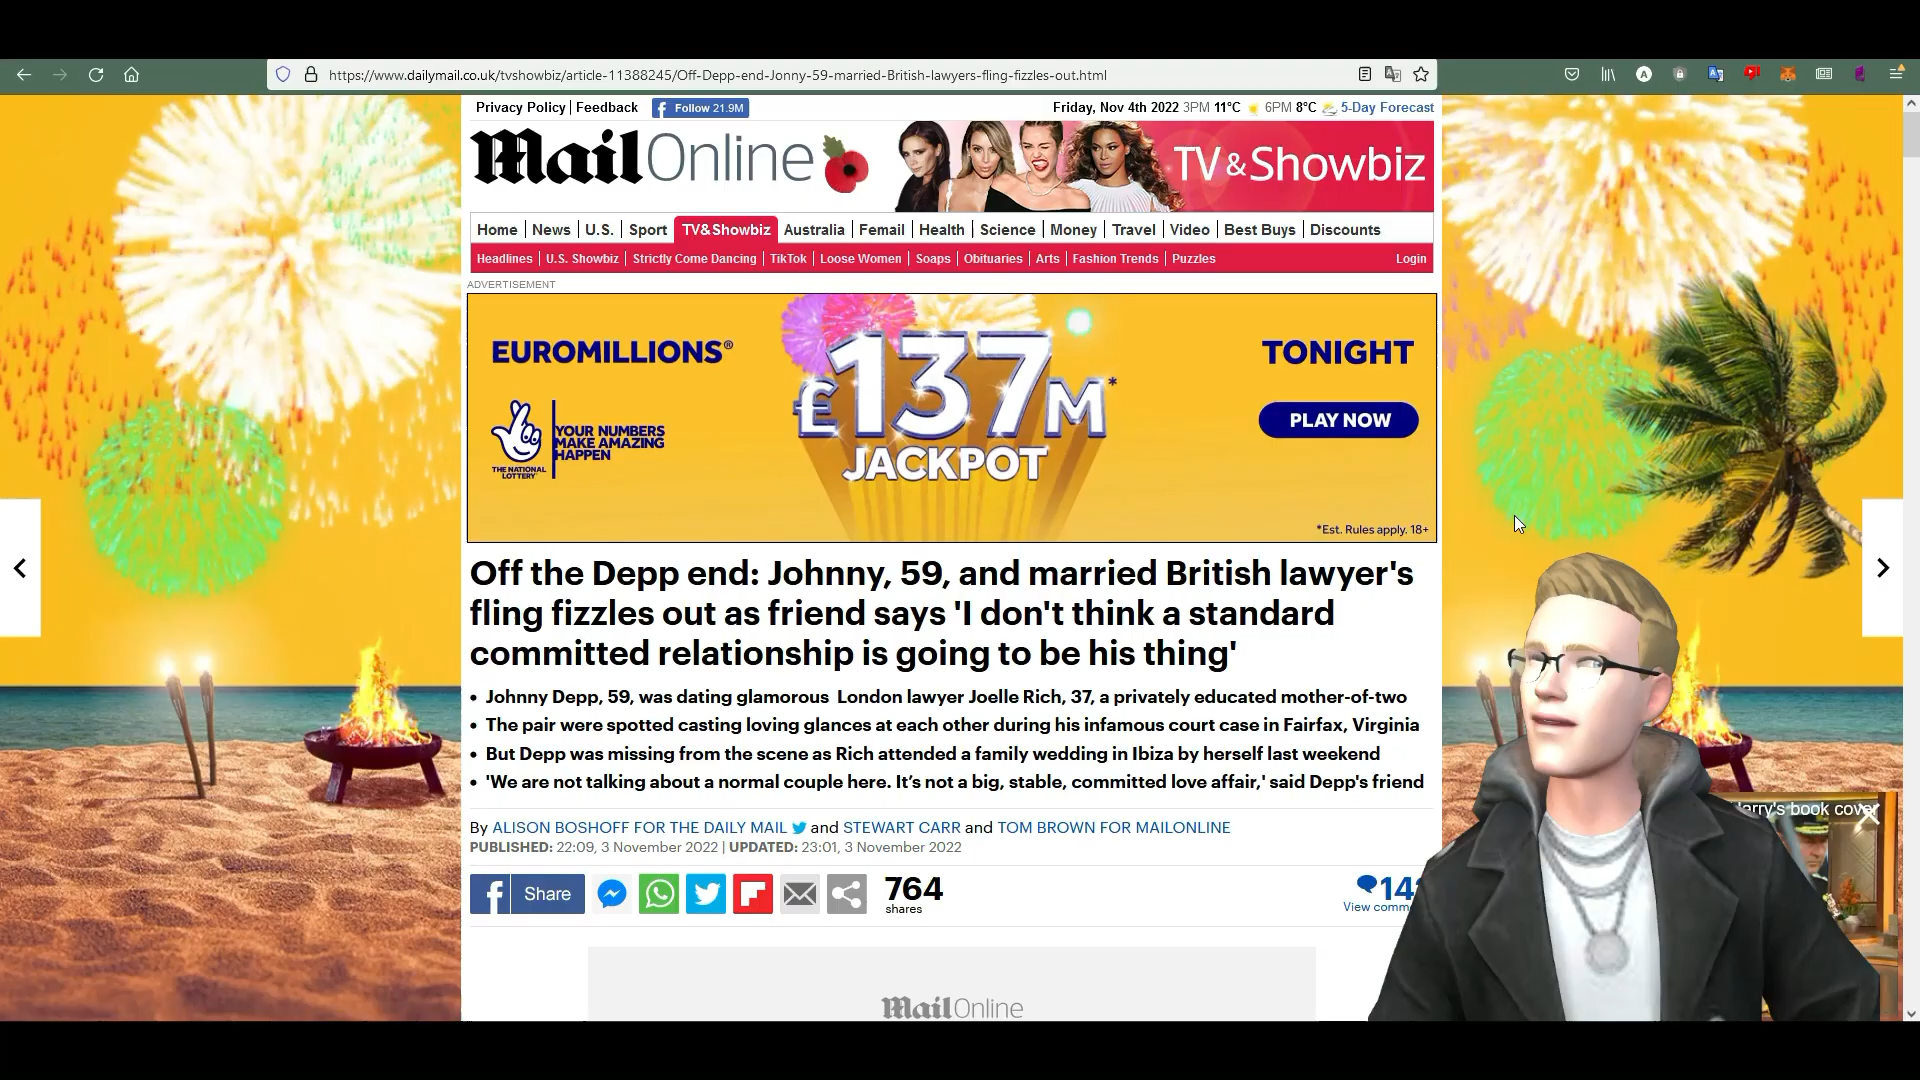 https://www.dailymail.co.uk/tvshowbiz/article-11388245/Off-Depp-end-Jonny-59-married-British-lawyers-fling-fizzles-out.html
Privacy Policy | Feedback Follow 21.9M Friday, Nov 4th 2022 3PM 11°C 6PM 8°C 5-Day Forecast
Mail Online TV&Showbiz
Home News U.S. Sport TV&Showbiz Australia Femail Health Science Money Travel Video Best Buys Discounts
Headlines U.S. Showbiz Strictly Come Dancing TikTok Loose Women Soaps Obituaries Arts Fashion Trends Puzzles Login
ADVERTISEMENT
EUROMILLIONS®
£137M*
JACKPOT
TONIGHT
PLAY NOW
YOUR NUMBERS
MAKE AMAZING
HAPPEN
THE NATIONAL
LOTTERY
*Est. Rules apply. 18+
Off the Depp end: Johnny, 59, and married British lawyer's
fling fizzles out as friend says 'I don't think a standard
committed relationship is going to be his thing'
• Johnny Depp, 59, was dating glamorous London lawyer Joelle Rich, 37, a privately educated mother-of-two
• The pair were spotted casting loving glances at each other during his infamous court case in Fairfax, Virginia
• But Depp was missing from the scene as Rich attended a family wedding in Ibiza by herself last weekend
• 'We are not talking about a normal couple here. It's not a big, stable, committed love affair,' said Depp's friend
By ALISON BOSHOFF FOR THE DAILY MAIL and STEWART CARR and TOM BROWN FOR MAILONLINE
PUBLISHED: 22:09, 3 November 2022 | UPDATED: 23:01, 3 November 2022
Share
764
shares
View
Mail Online
book cover